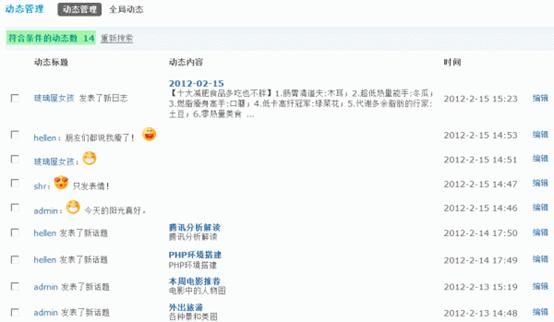 动态管理 动态管理 全局动态
符合条件的动态数 14 重新搜索
动态标题 动态内容 时间
2012-02-15
玻璃屋女孩 发表了新日志 【十大减肥食品多吃也不胖】1.肠胃清道夫:木耳; 2.超低热量能手:冬瓜; 2012-2-15 15:23 编辑
3.燃脂瘦身高手:口蘑; 4.低卡高纤冠军:绿菜花; 5.代谢多余脂肪的行家:
土豆; 6.零热量美食 ...
hellen: 朋友们都说我瘦了! 2012-2-15 14:53 编辑
玻璃屋女孩: 2012-2-15 14:51 编辑
shr: 只发表情! 2012-2-15 14:47 编辑
admin: 今天的阳光真好。 2012-2-15 14:46 编辑
腾讯分析解读
hellen 发表了新话题 腾讯分析解读 2012-2-14 17:50 编辑
PHP环境搭建
hellen 发表了新话题 PHP环境搭建 2012-2-14 17:49 编辑
本周电影推荐
admin 发表了新话题 电影中的人物图 2012-2-13 15:19 编辑
外出旅游
admin 发表了新话题 各种景和美图 2012-2-13 14:48 编辑